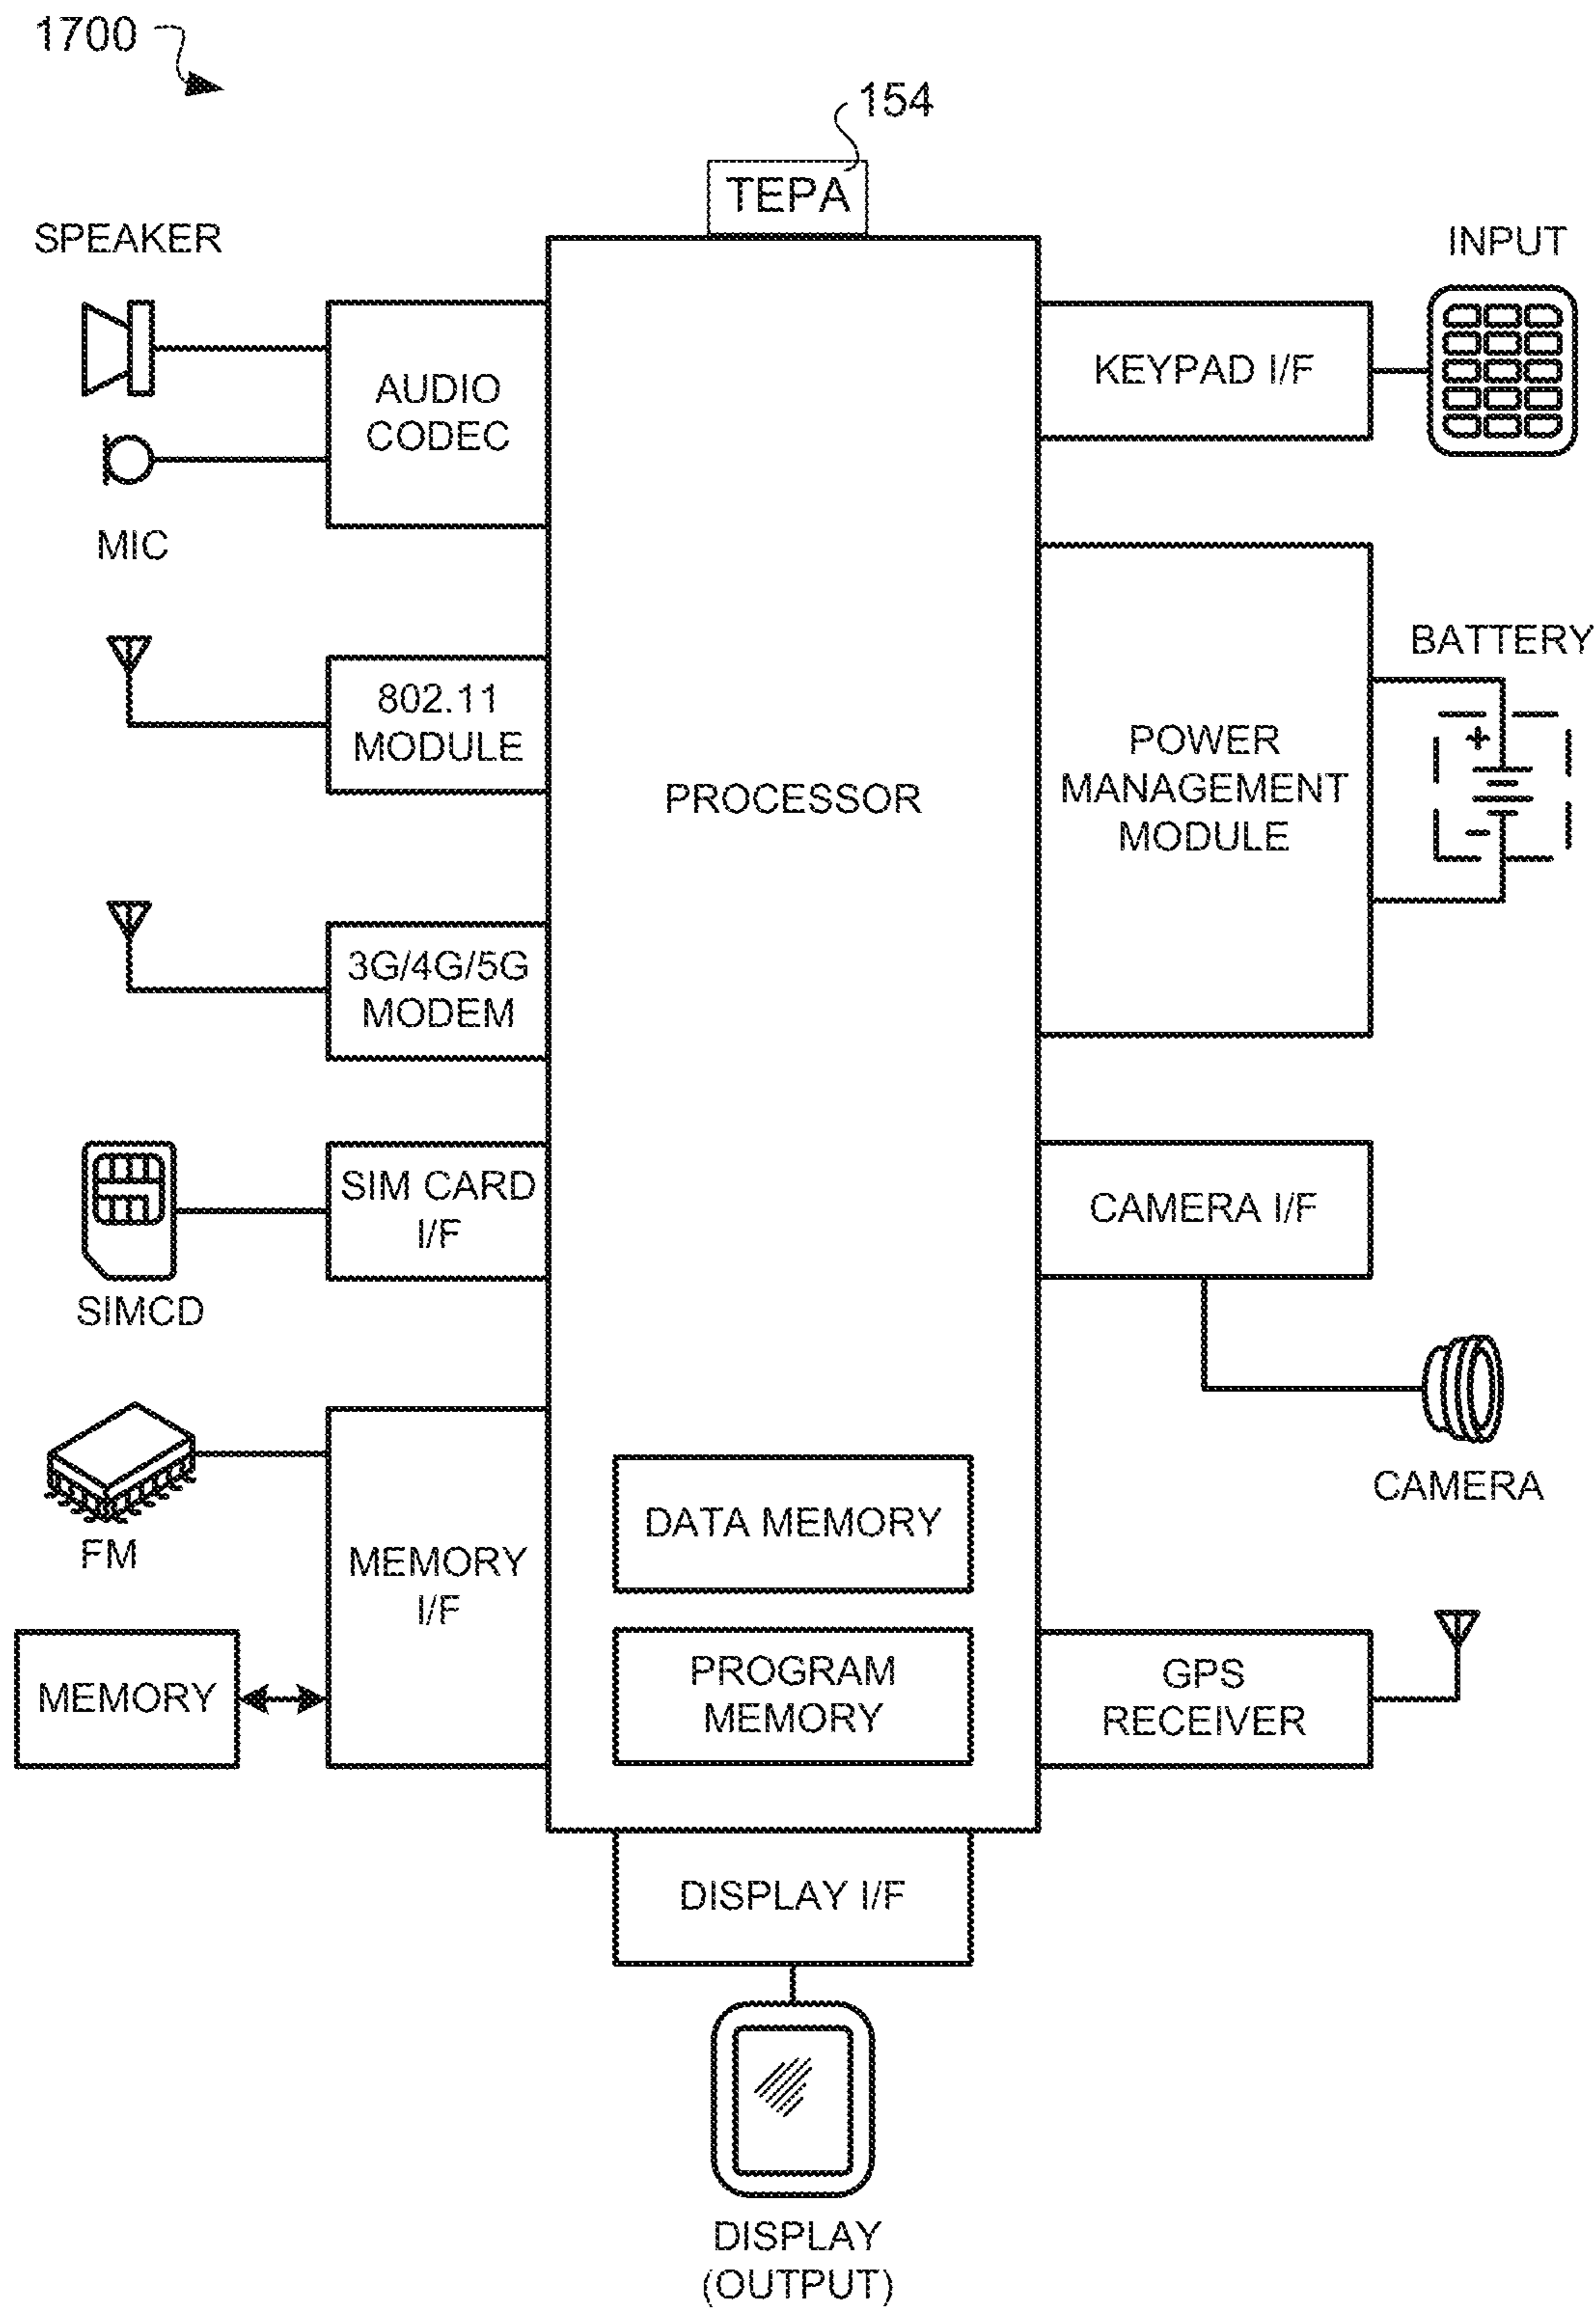 1700
154
TEPA
SPEAKER
INPUT
AUDIO
CODEC
KEYPAD I/F
MIC
BATTERY
802.11
MODULE
+
-
POWER
MANAGEMENT
MODULE
PROCESSOR
3G/4G/5G
MODEM
SIM CARD
I/F
CAMERA I/F
SIMCD
CAMERA
DATA MEMORY
FM
MEMORY
I/F
MEMORY
PROGRAM
MEMORY
GPS
RECEIVER
DISPLAY I/F
DISPLAY
(OUTPUT)